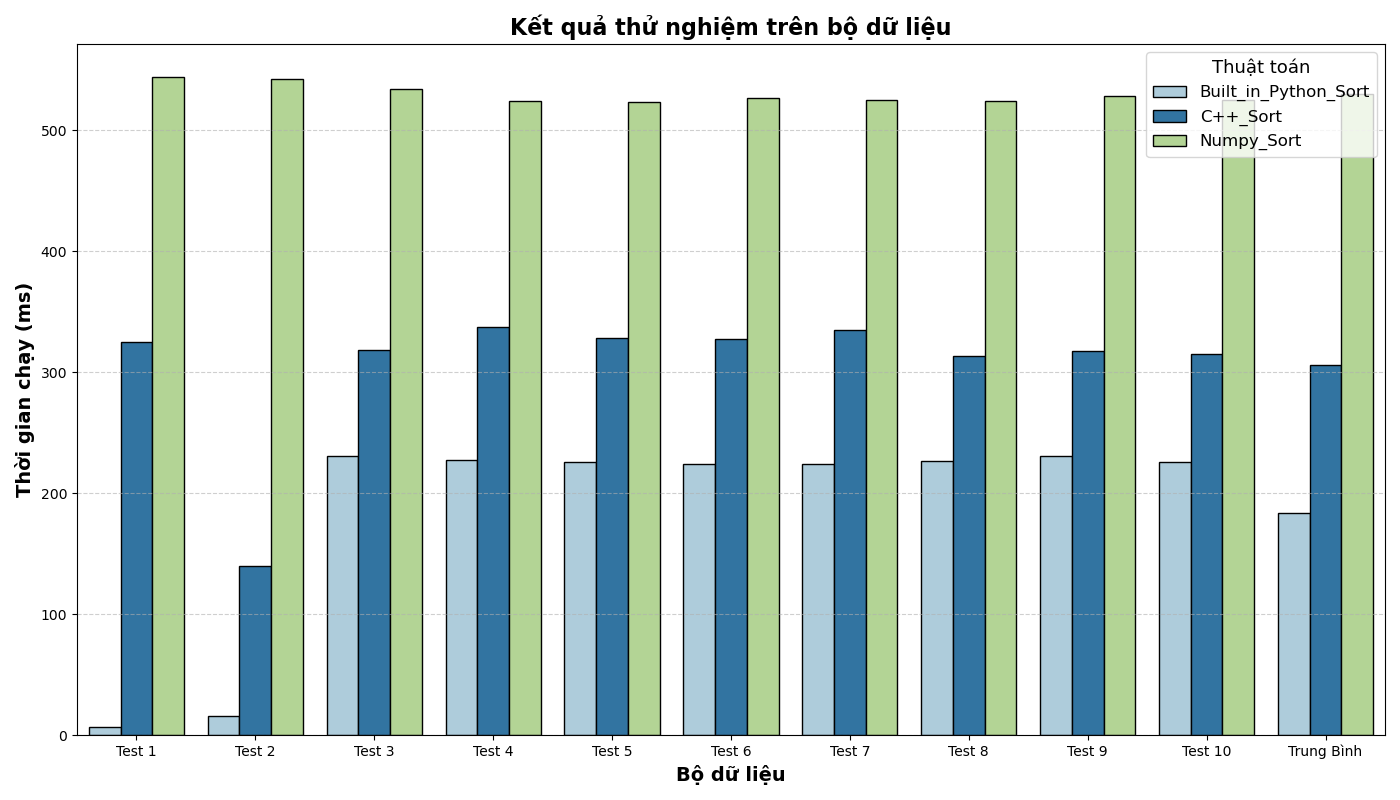 Kết quả thử nghiệm trên bộ dữ liệu
Thuật toán
Built_in_Python_Sort
C++_Sort
Numpy_Sort
Thời gian chạy (ms)
500
400
300
200
100
0
Test 1 Test 2 Test 3 Test 4 Test 5 Test 6 Test 7 Test 8 Test 9 Test 10 Trung Bình
Bộ dữ liệu